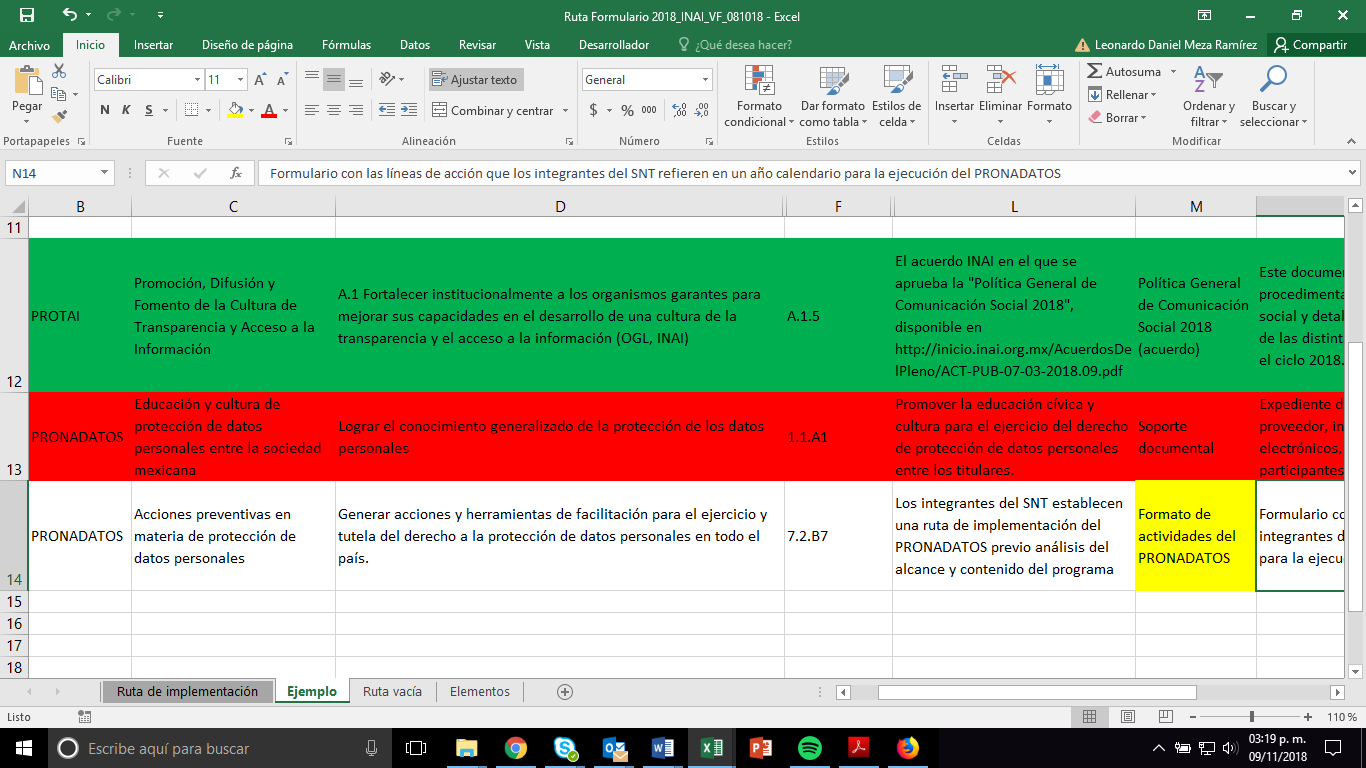 Ruta Formulario 2018_INAI_VF_081018 - Excel
Archivo Inicio Insertar Diseño de página Fórmulas Datos Revisar Vista Desarrollador ¿Qué desea hacer? Leonardo Daniel Meza Ramírez Compartir
Pegar
Calibri 11
N K S
Ajustar texto
Combinar y centrar
General
$ % 000
Formato condicional
Dar formato como tabla
Estilos de celda
Insertar Eliminar Formato
Autosuma
Rellenar
Borrar
Ordenar y filtrar
Buscar y seleccionar
Portapapeles Fuente Alineación Número Estilos Celdas Modificar
N14 fx Formulario con las líneas de acción que los integrantes del SNT refieren en un año calendario para la ejecución del PRONADATOS
B C D F L M
11
12
PROTAI
Promoción, Difusión y
Fomento de la Cultura de
Transparencia y Acceso a la
Información
A.1 Fortalecer institucionalmente a los organismos garantes para
mejorar sus capacidades en el desarrollo de una cultura de la
transparencia y el acceso a la información (OGL, INAI)
A.1.5
El acuerdo INAI en el que se
aprueba la "Política General de
Comunicación Social 2018",
disponible en
http://inicio.inai.org.mx/AcuerdosDe
lPleno/ACT-PUB-07-03-2018.09.pdf
Política General
de Comunicación
Social 2018
(acuerdo)
Este docume
procedimenta
social y detal
de las distint
el ciclo 2018.
13
PRONADATOS
Educación y cultura de
protección de datos
personales entre la sociedad
mexicana
Lograr el conocimiento generalizado de la protección de los datos
personales
1.1.A1
Promover la educación cívica y
cultura para el ejercicio del derecho
de protección de datos personales
entre los titulares.
Soporte
documental
Expediente d
proveedor, in
electrónicos,
participantes
14
PRONADATOS
Acciones preventivas en
materia de protección de
datos personales
Generar acciones y herramientas de facilitación para el ejercicio y
tutela del derecho a la protección de datos personales en todo el
país.
7.2.B7
Los integrantes del SNT establecen
una ruta de implementación del
PRONADATOS previo análisis del
alcance y contenido del programa
Formato de
actividades del
PRONADATOS
Formulario co
integrantes d
para la ejecu
15
16
17
18
Ruta de implementación Ejemplo Ruta vacía Elementos
Listo 110 %
Escribe aquí para buscar
03:19 p. m.
09/11/2018